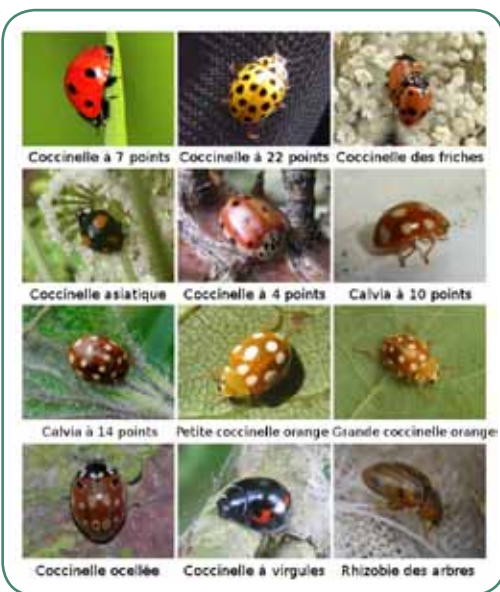 Coccinelle à 7 points Coccinelle à 22 points Coccinelle des friches
Coccinelle asiatique Coccinelle à 4 points Calvia à 10 points
Calvia à 14 points Petite coccinelle orange Grande coccinelle orange
Coccinelle ocellée Coccinelle à virgules Rhizobie des arbres